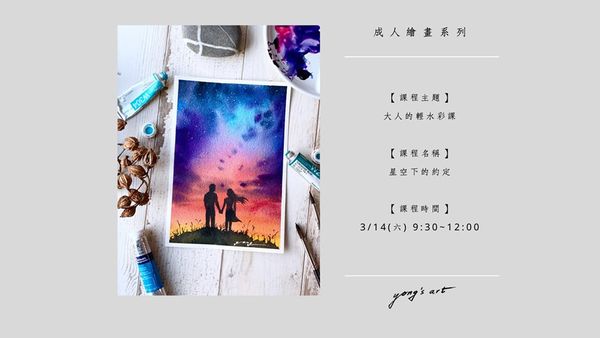 成人繪畫系列
【課程主題】
大人的輕水彩課
【課程名稱】
星空下的約定
【課程時間】
3/14(六) 9:30~12:00
yong's art